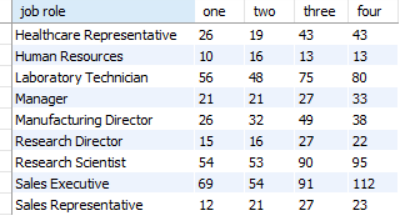 job role one two three four
Healthcare Representative 26 19 43 43
Human Resources 10 16 13 13
Laboratory Technician 56 48 75 80
Manager 21 21 27 33
Manufacturing Director 26 32 49 38
Research Director 15 16 27 22
Research Scientist 54 53 90 95
Sales Executive 69 54 91 112
Sales Representative 12 21 27 23